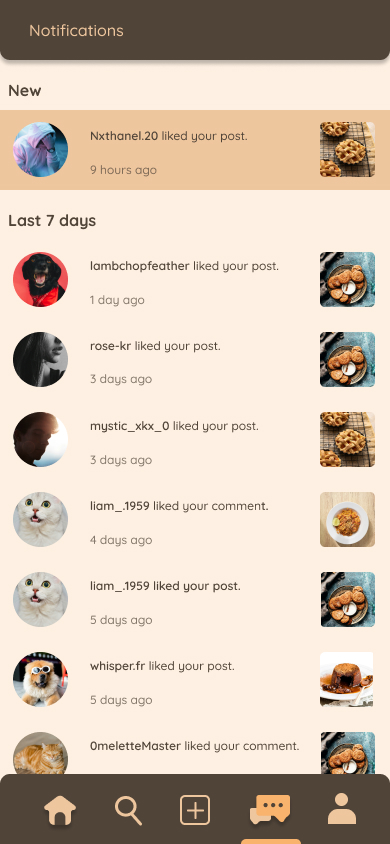 Notifications
New
Nxthanel.20 liked your post.
9 hours ago
Last 7 days
lambchopfeather liked your post.
1 day ago
rose-kr liked your post.
3 days ago
mystic_xkx_0 liked your post.
3 days ago
liam_.1959 liked your comment.
4 days ago
liam_.1959 liked your post.
5 days ago
whisper.fr liked your post.
5 days ago
0meletteMaster liked your comment.